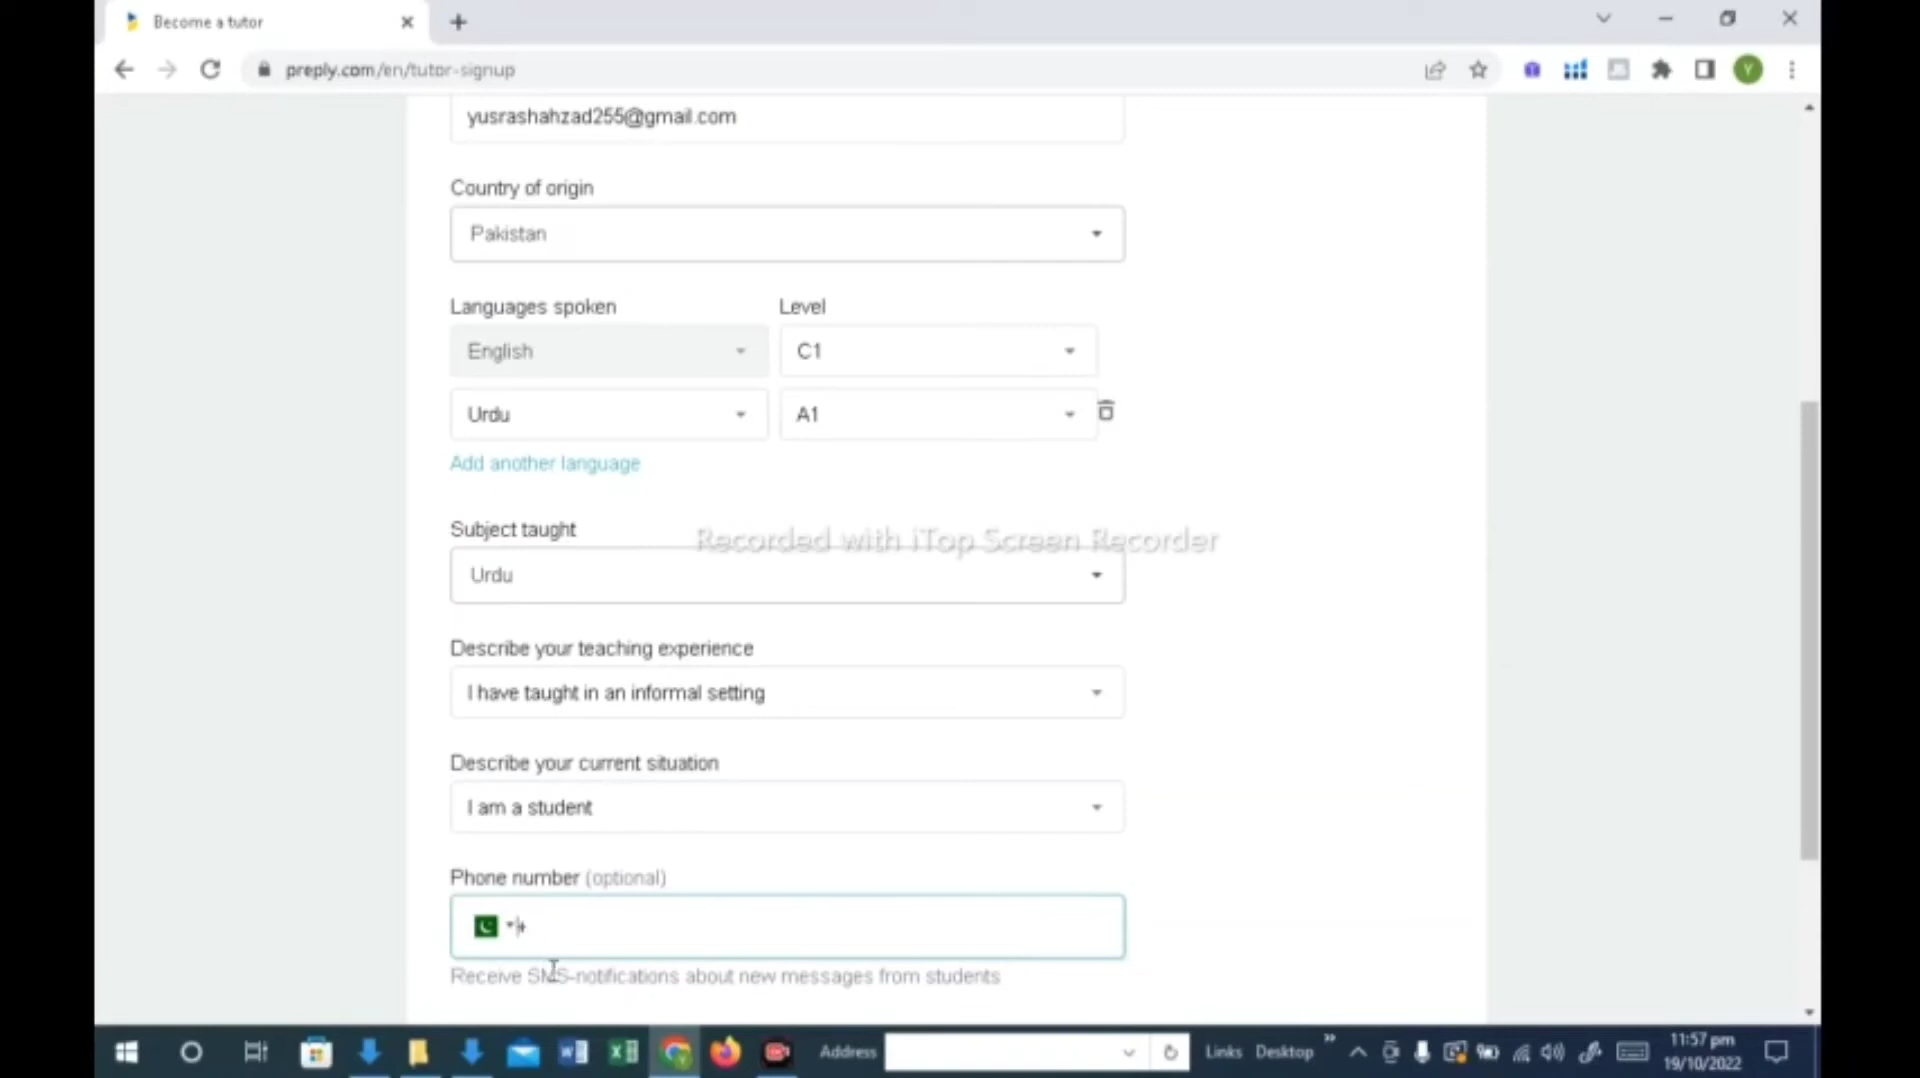 Become a tutor
preply.com/en/tutor-signup
Y
yusrashahzad255@gmail.com
Country of origin
Pakistan
Languages spoken Level
English C1
Urdu A1
Add another language
Subject taught
Recorded with iTop Screen Recorder
Urdu
Describe your teaching experience
I have taught in an informal setting
Describe your current situation
I am a student
Phone number (optional)
+
Receive SMS-notifications about new messages from students
Address Links Desktop 11:57 pm
19/10/2022